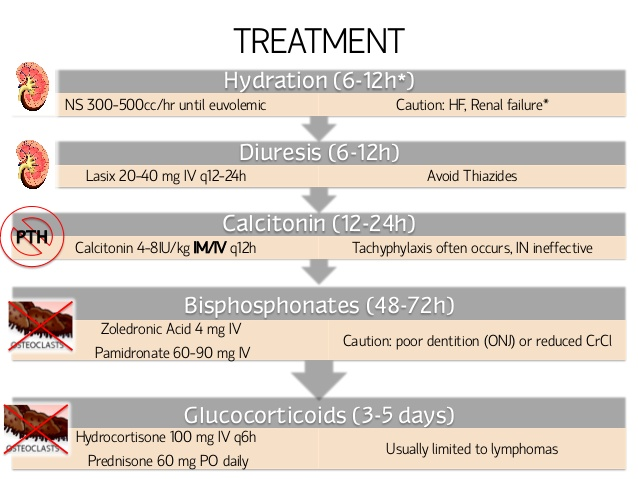 TREATMENT
Hydration (6-12h*)
NS 300-500cc/hr until euvolemic
Caution: HF, Renal failure*
Diuresis (6-12h)
Lasix 20-40 mg IV q12-24h
Avoid Thiazides
Calcitonin (12-24h)
PTH
Calcitonin 4-8IU/kg IM/IV q12h
Tachyphylaxis often occurs, IN ineffective
Bisphosphonates (48-72h)
OSTEOCLASTS
Zoledronic Acid 4 mg IV
Pamidronate 60-90 mg IV
Caution: poor dentition (ONJ) or reduced CrCl
Glucocorticoids (3-5 days)
OSTEOCLASTS
Hydrocortisone 100 mg IV q6h
Prednisone 60 mg PO daily
Usually limited to lymphomas